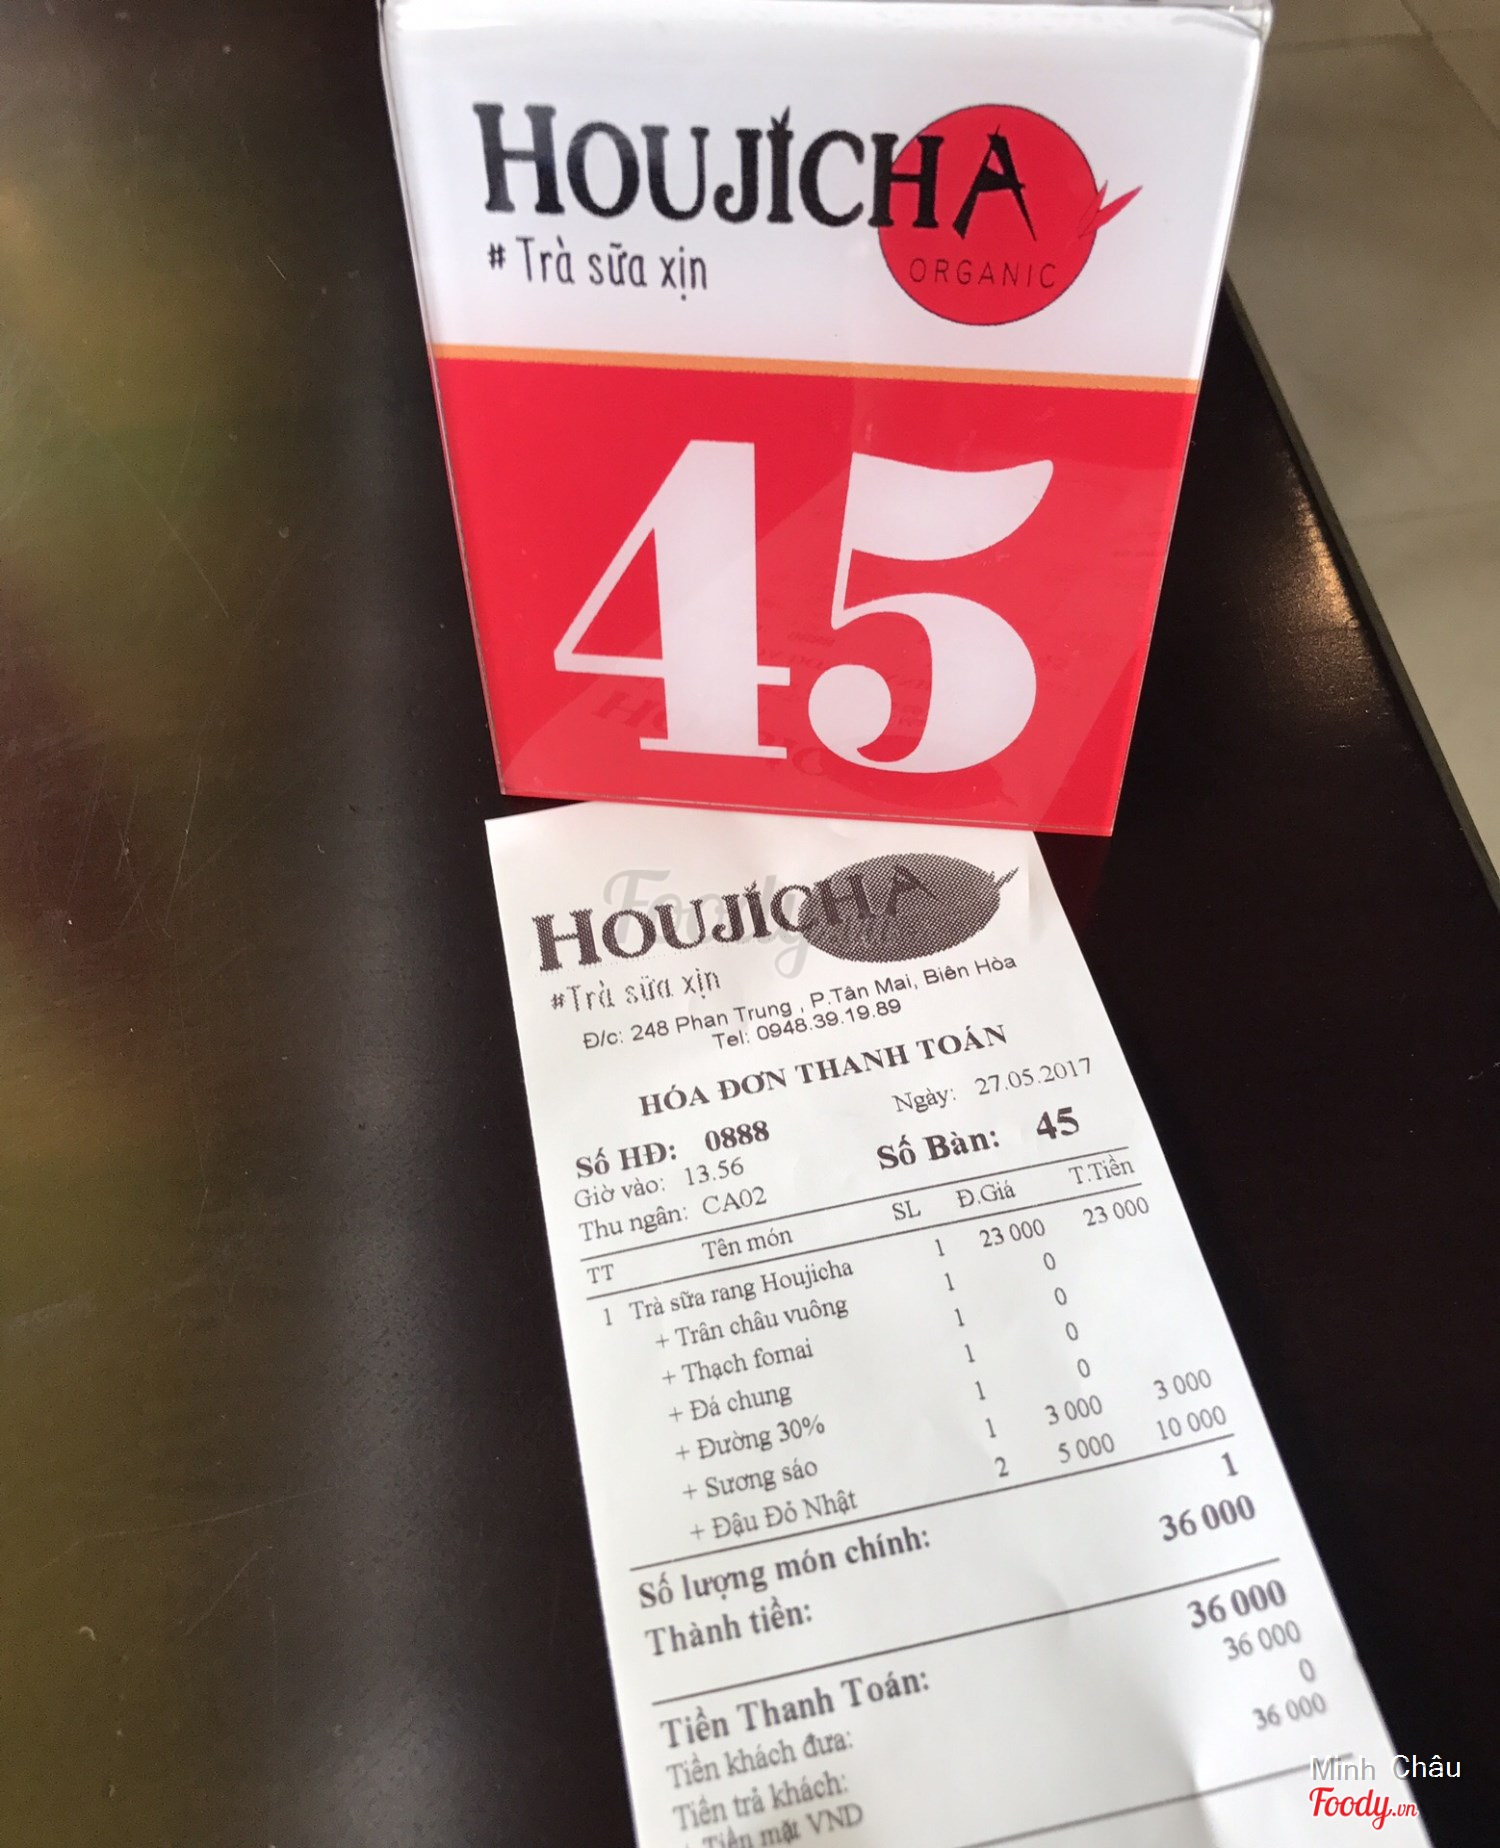 HOUJICHA
ORGANIC
# Trà sữa xịn
45
HOUJICHA
#Trà sữa xịn
Đ/c: 248 Phan Trung , P.Tân Mai, Biên Hòa
Tel: 0948.39.19.89
HÓA ĐƠN THANH TOÁN
Ngày: 27.05.2017
Số HĐ: 0888 Số Bàn: 45
Giờ vào: 13.56
Thu ngân: CA02
TT Tên món SL Đ.Giá T.Tiền
1 Trà sữa rang Houjicha 1 23 000 23 000
+ Trân châu vuông 1 0
+ Thạch fomai 1 0
+ Đá chung 1 0
+ Đường 30% 1 0
+ Sương sáo 1 3 000 3 000
+ Đậu Đỏ Nhật 2 5 000 10 000
Số lượng món chính: 1
Thành tiền: 36 000
Tiền Thanh Toán: 36 000
Tiền khách đưa: 36 000
Tiền trả khách: 0
+ Tiền mặt VND 36 000
Foody
Minh Châu
Foody.vn